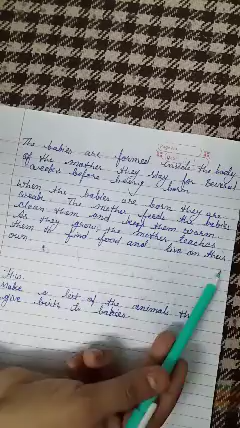 The babies are formed inside the body
of the mother they stay for several
weeks before being born.
When the babies are born they are
weak. The mother feeds the babies
clean them and keep them warm.
As they grow, the mother teaches
them to find food and live on their
own.
H.w.
Make a list of the animals th
give birth to babies.